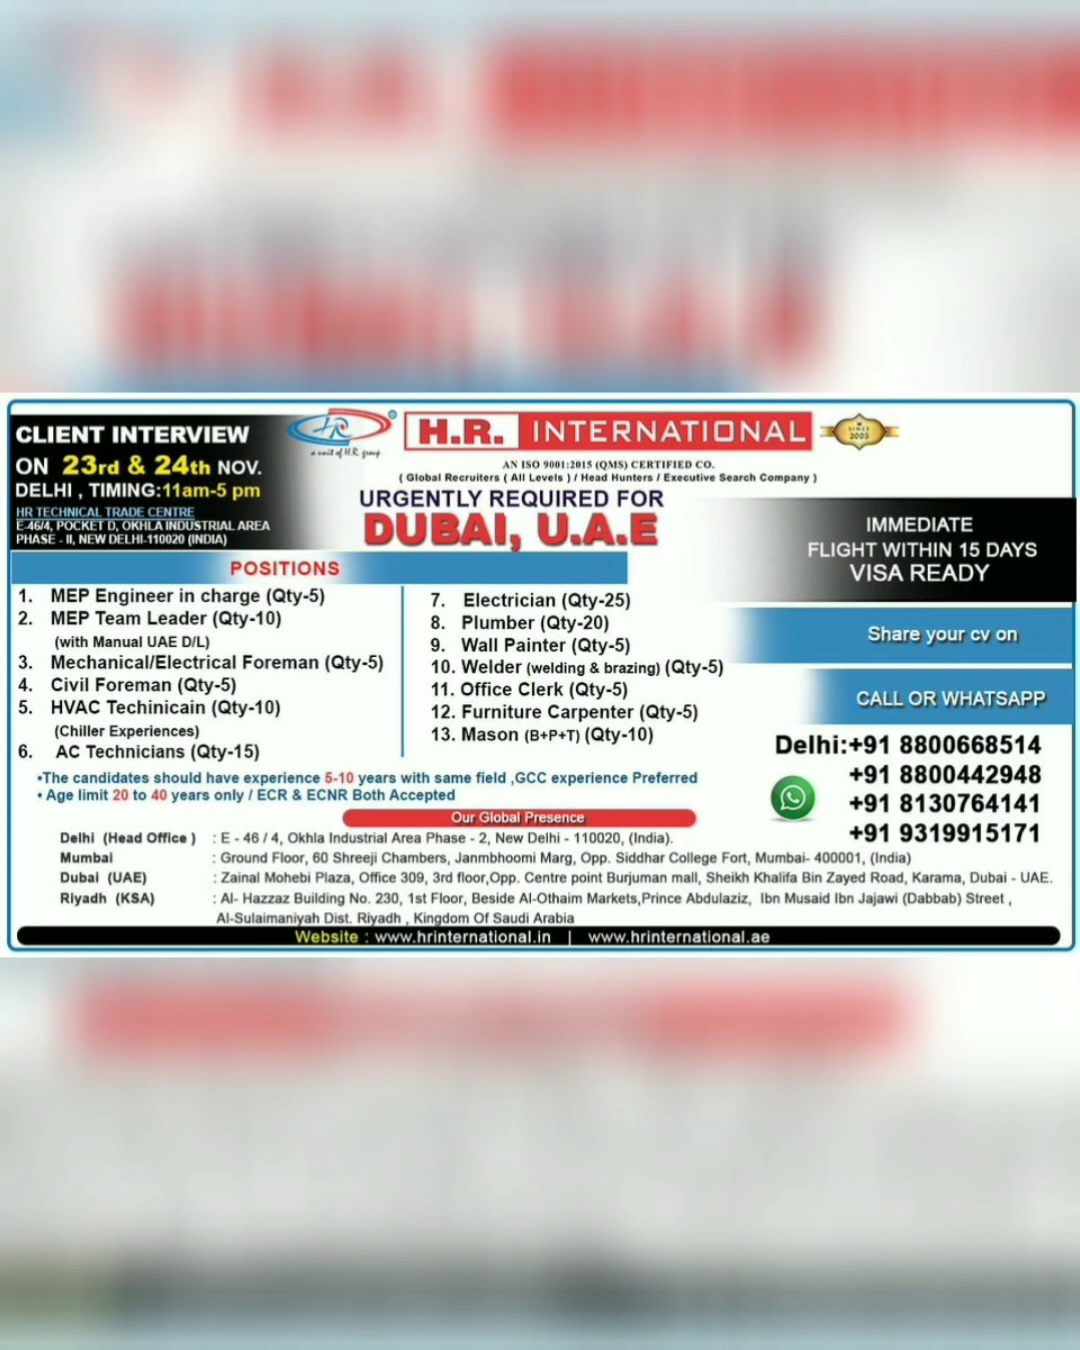 CLIENT INTERVIEW
ON 23rd & 24th NOV.
DELHI , TIMING:11am-5 pm
HR TECHNICAL TRADE CENTRE
E-46/4, POCKET D, OKHLA INDUSTRIAL AREA
PHASE - II, NEW DELHI-110020 (INDIA)
HR ®
a unit of H.R. group
H.R. INTERNATIONAL
SINCE
2003
AN ISO 9001:2015 (QMS) CERTIFIED CO.
( Global Recruiters ( All Levels ) / Head Hunters / Executive Search Company )
URGENTLY REQUIRED FOR
DUBAI, U.A.E
IMMEDIATE
FLIGHT WITHIN 15 DAYS
VISA READY
POSITIONS
1. MEP Engineer in charge (Qty-5)
2. MEP Team Leader (Qty-10)
(with Manual UAE D/L)
3. Mechanical/Electrical Foreman (Qty-5)
4. Civil Foreman (Qty-5)
5. HVAC Techinicain (Qty-10)
(Chiller Experiences)
6. AC Technicians (Qty-15)
7. Electrician (Qty-25)
8. Plumber (Qty-20)
9. Wall Painter (Qty-5)
10. Welder (welding & brazing) (Qty-5)
11. Office Clerk (Qty-5)
12. Furniture Carpenter (Qty-5)
13. Mason (B+P+T) (Qty-10)
Share your cv on
CALL OR WHATSAPP
Delhi:+91 8800668514
+91 8800442948
+91 8130764141
+91 9319915171
•The candidates should have experience 5-10 years with same field ,GCC experience Preferred
• Age limit 20 to 40 years only / ECR & ECNR Both Accepted
Our Global Presence
Delhi (Head Office ) : E - 46 / 4, Okhla Industrial Area Phase - 2, New Delhi - 110020, (India).
Mumbai : Ground Floor, 60 Shreeji Chambers, Janmbhoomi Marg, Opp. Siddhar College Fort, Mumbai- 400001, (India)
Dubai (UAE) : Zainal Mohebi Plaza, Office 309, 3rd floor,Opp. Centre point Burjuman mall, Sheikh Khalifa Bin Zayed Road, Karama, Dubai - UAE.
Riyadh (KSA) : Al- Hazzaz Building No. 230, 1st Floor, Beside Al-Othaim Markets,Prince Abdulaziz, Ibn Musaid Ibn Jajawi (Dabbab) Street ,
Al-Sulaimaniyah Dist. Riyadh , Kingdom Of Saudi Arabia
Website : www.hrinternational.in | www.hrinternational.ae